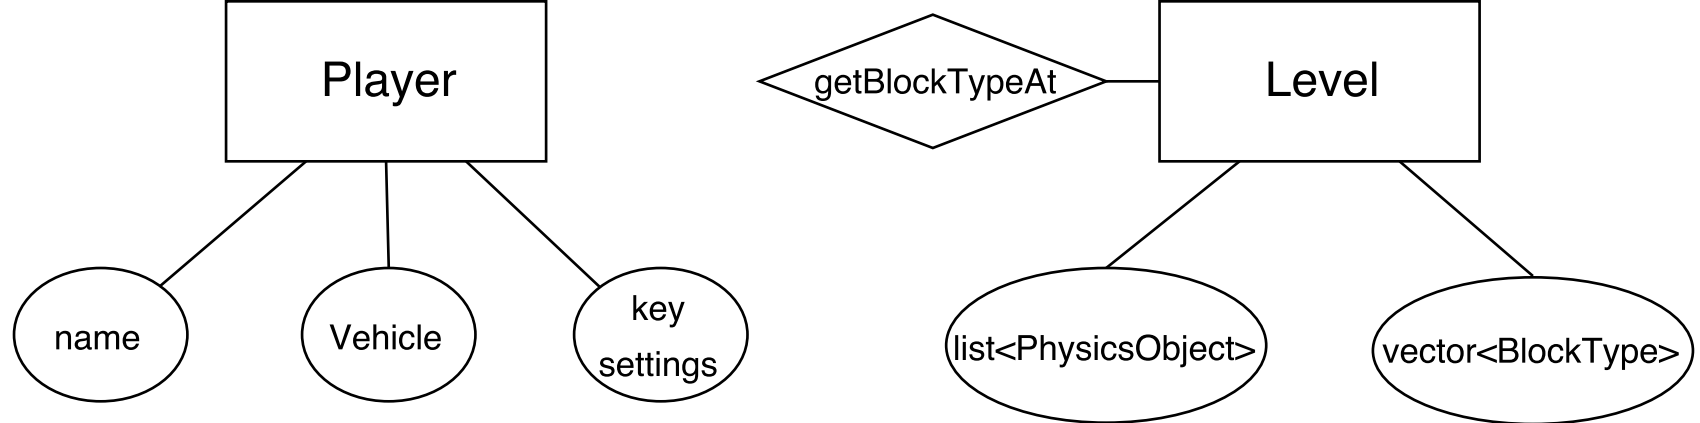 Player
getBlockTypeAt
Level
name
Vehicle
key
settings
list<PhysicsObject>
vector<BlockType>